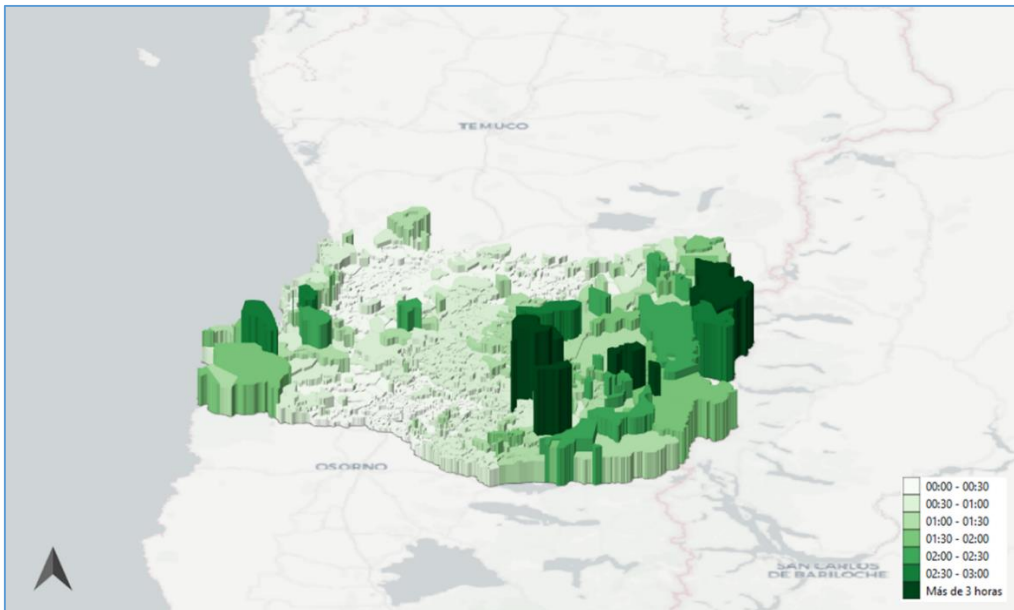 TEMUCO
OSORNO
SAN CARLOS
DE BARILOCHE
00:00 - 00:30
00:30 - 01:00
01:00 - 01:30
01:30 - 02:00
02:00 - 02:30
02:30 - 03:00
Más de 3 horas